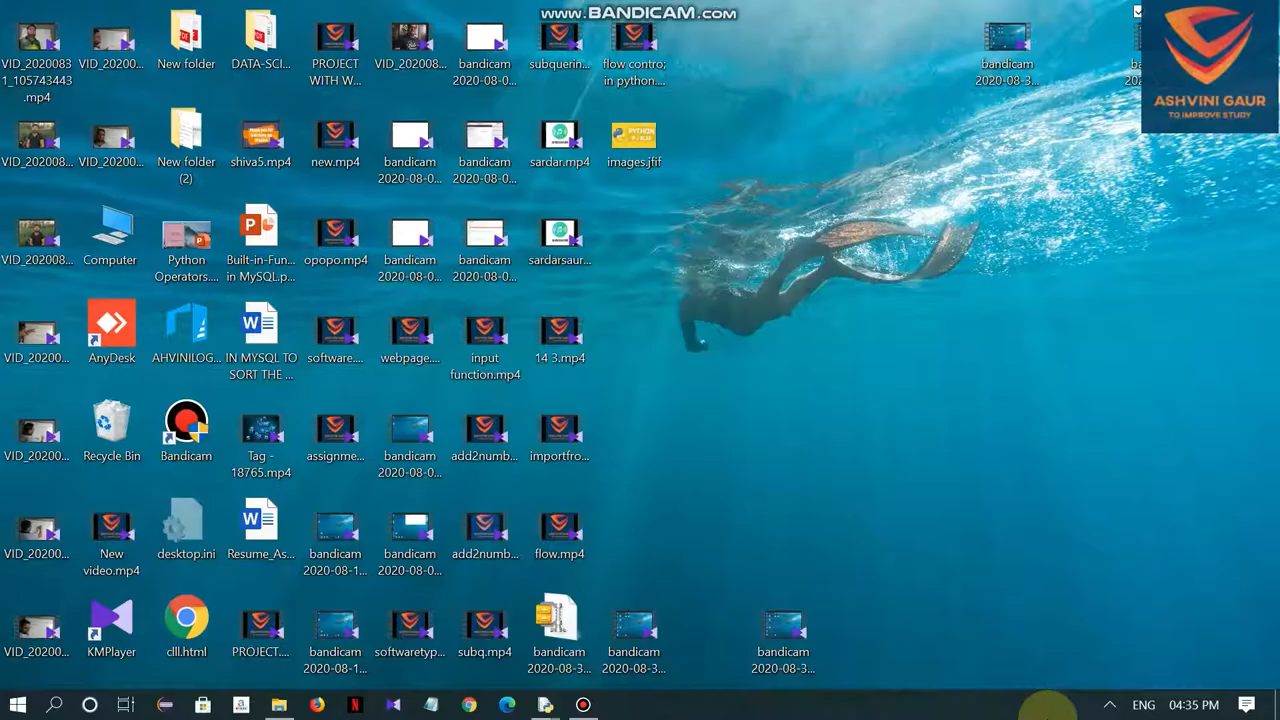 www.BANDICAM.com
VID_2020083
1_105743443
.mp4
VID_20200...
New folder
DATA-SCI...
PROJECT
WITH W...
VID_202008...
bandicam
2020-08-0...
subquerin...
flow contro;
in python....
bandicam
2020-08-3...
ASHVINI GAUR
TO IMPROVE STUDY
VID_202008...
VID_20200...
New folder
(2)
shiva5.mp4
new.mp4
bandicam
2020-08-0...
bandicam
2020-08-0...
sardar.mp4
PYTHON
images.jfif
VID_202008...
Computer
Python
Operators....
Built-in-Fun...
in MySQL.p...
opopo.mp4
bandicam
2020-08-0...
bandicam
2020-08-0...
sardarsaur...
VID_20200...
AnyDesk
AHVINILOG...
IN MYSQL TO
SORT THE ...
software....
webpage....
input
function.mp4
14 3.mp4
VID_20200...
Recycle Bin
Bandicam
Tag -
18765.mp4
assignme...
bandicam
2020-08-0...
add2numb...
importfro...
VID_20200...
New
video.mp4
desktop.ini
Resume_As...
bandicam
2020-08-1...
bandicam
2020-08-0...
add2numb...
flow.mp4
VID_20200...
KMPlayer
clll.html
PROJECT....
bandicam
2020-08-1...
softwaretyp...
subq.mp4
bandicam
2020-08-3...
bandicam
2020-08-3...
bandicam
2020-08-3...
ENG
04:35 PM